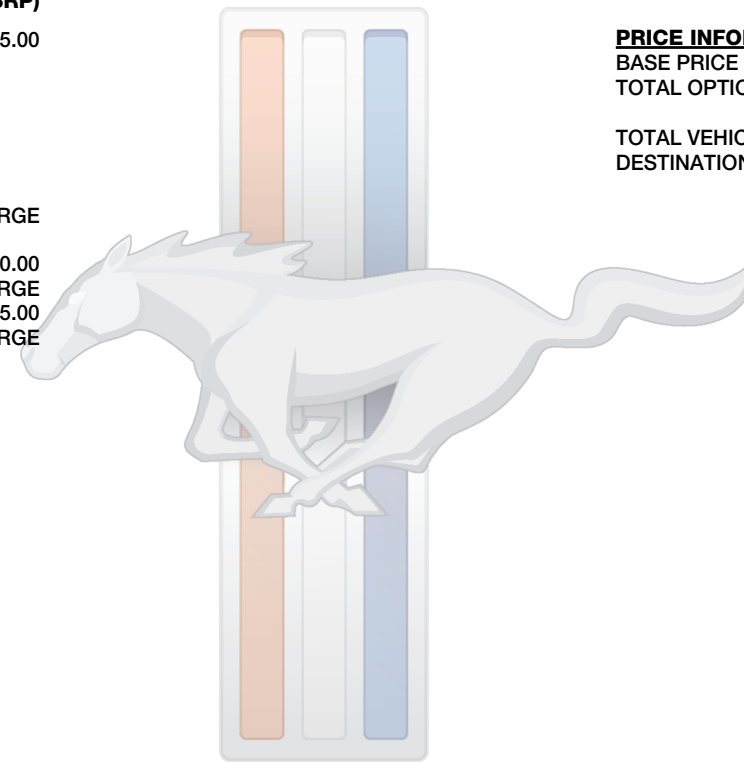 SRP)
5.00
RGE
0.00
RGE
5.00
RGE
PRICE INFO
BASE PRICE
TOTAL OPTIO
TOTAL VEHIC
DESTINATION